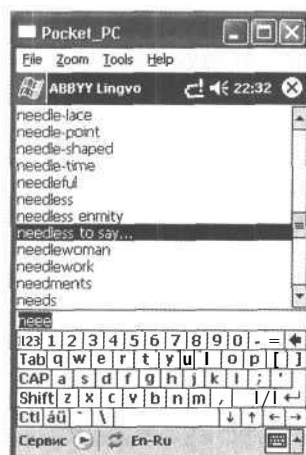 Pocket_PC
File Zoom Tools Help
ABBYY Lingvo 22:32
needle-lace
needle-point
needle-shaped
needle-time
needleful
needless
needless enmity
needless to say...
needlewoman
needlework
needments
needs
neee
123 1 2 3 4 5 6 7 8 9 0 - =
Tab q w e r t y u I o p [ ]
CAP a s d f g h j k l ; '
Shift z x c v b n m , . /
Ctl áü ` \
Сервис En-Ru